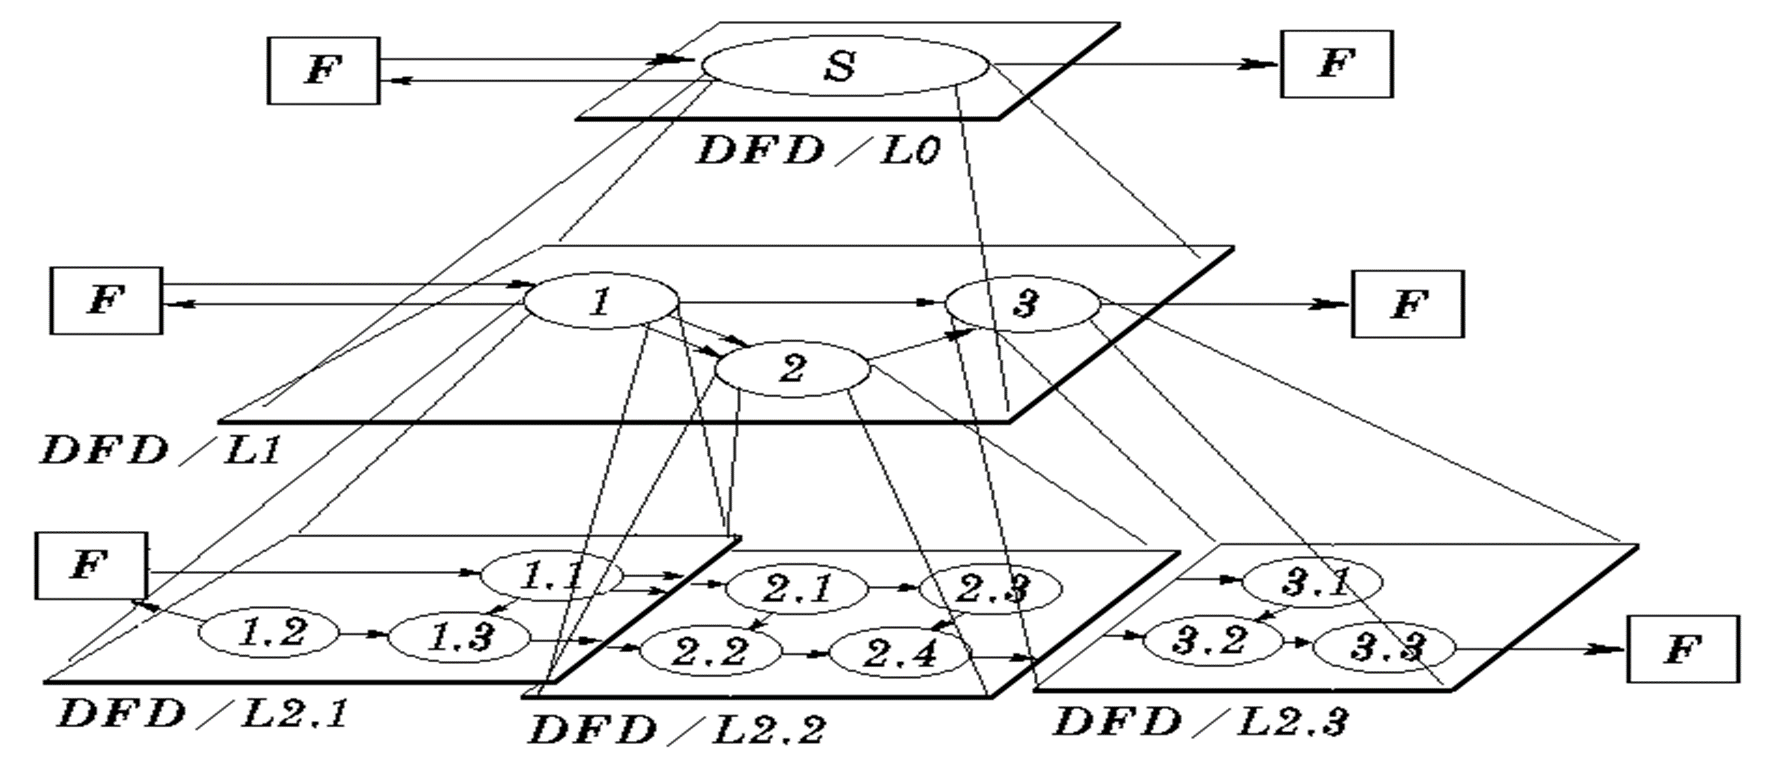 F S F
DFD/L0
F 1 3 F
2
DFD/L1
F 1.1 2.1 2.3 3.1
1.2 1.3 2.2 2.4 3.2 3.3 F
DFD/L2.1 DFD/L2.2 DFD/L2.3